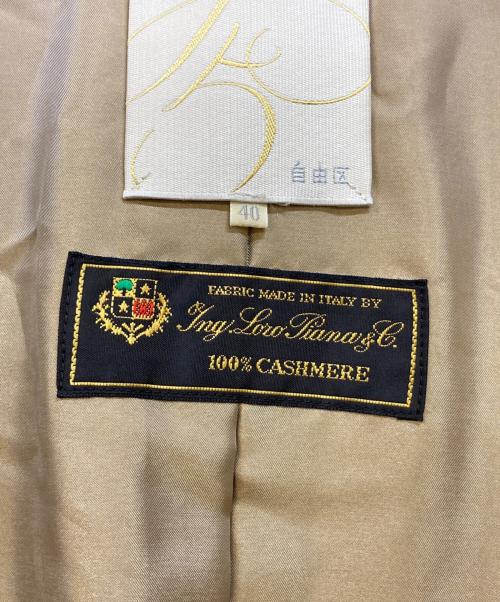 自由区
40
FABRIC MADE IN ITALY BY
Ing. Loro Piana & C.
100% CASHMERE